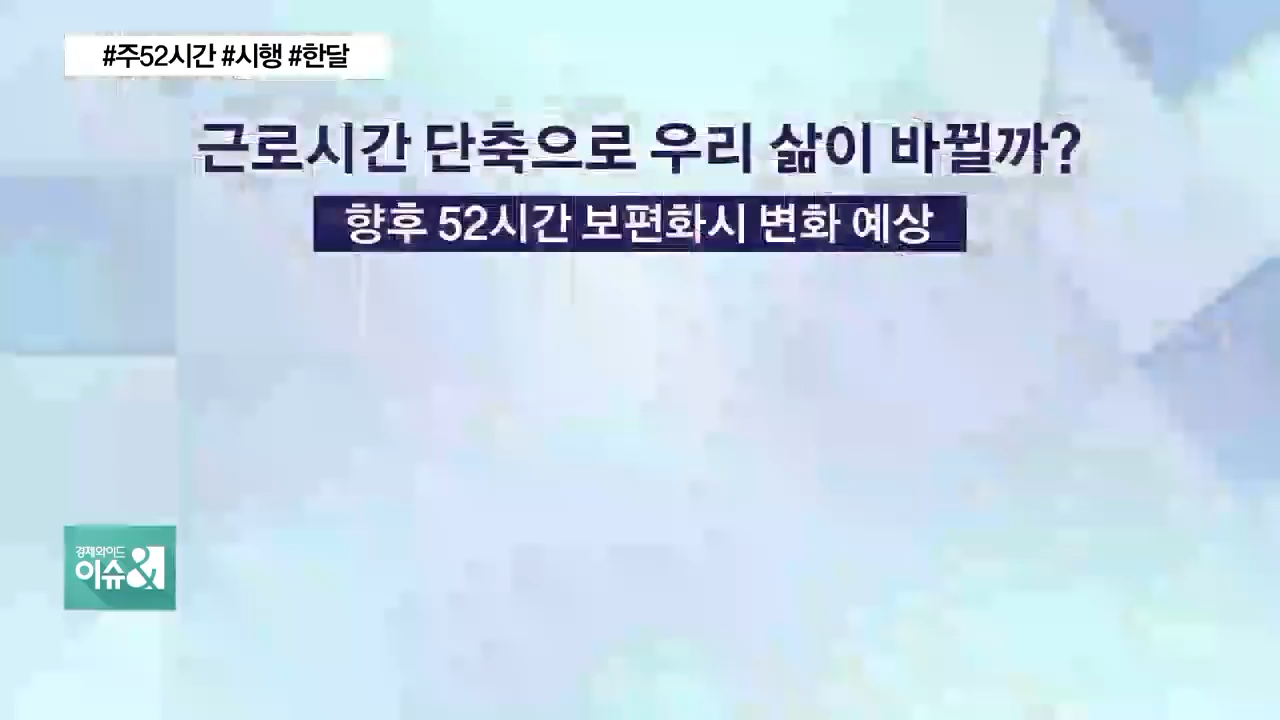 #주52시간 #시행 #한달
근로시간 단축으로 우리 삶이 바뀔까?
향후 52시간 보편화시 변화 예상
경제와이드
이슈&